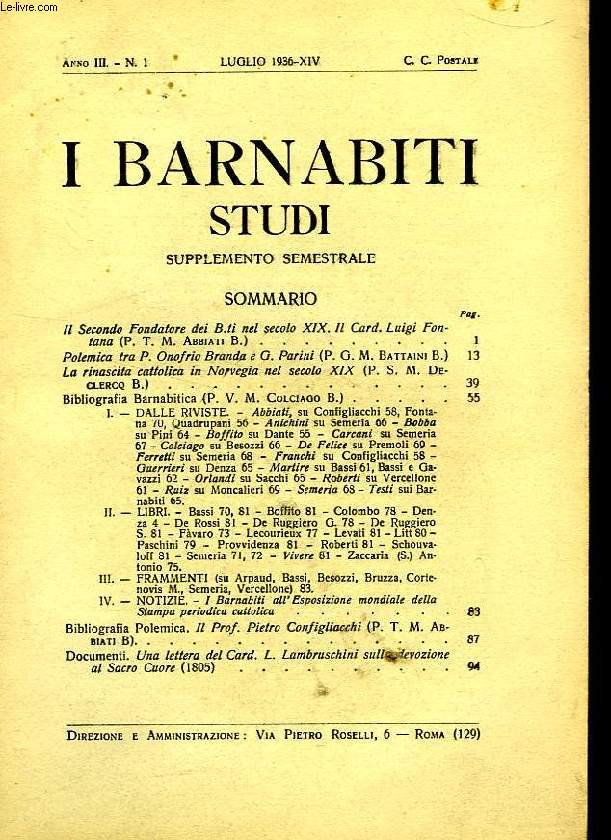 Le-livre.com
ANNO III. - N. 1 LUGLIO 1936-XIV C. C. POSTALE
I BARNABITI
STUDI
SUPPLEMENTO SEMESTRALE
SOMMARIO
Pag.
Il Secondo Fondatore dei B.ti nel secolo XIX. Il Card. Luigi Fon-
tana (P. T. M. ABBIATI B.) . . . . . . . . . . 1
Polemica tra P. Onofrio Branda e G. Parini (P. G. M. BATTAINI B.) 13
La rinascita cattolica in Norvegia nel secolo XIX (P. S. M. DE-
CLERCQ B.) . . . . . . . . . . . . . 39
Bibliografia Barnabitica (P. V. M. COLCIAGO B.) . . . . . . 55
I. — DALLE RIVISTE. - Abbiati, su Configliacchi 58, Fonta-
na 70, Quadrupani 56 - Anichini su Semeria 66 - Bobba
su Pini 64 - Boffito su Dante 55 - Carcani su Semeria
67 - Colciago su Besozzi 66 - De Felice su Premoli 69 -
Ferretti su Semeria 68 - Franchi su Configliacchi 58 -
Guerrieri su Denza 65 - Martire su Bassi 61, Bassi e Ga-
vazzi 62 - Orlandi su Sacchi 65 - Roberti su Vercellone
61 - Ruiz su Moncalieri 69 - Semeria 68 - Testi sui Bar-
nabiti 65.
II. — LIBRI. - Bassi 70, 81 - Boffito 81 - Colombo 78 - Den-
za 4 - De Rossi 81 - De Ruggiero G. 78 - De Ruggiero
S. 81 - Fàvaro 73 - Lecourieux 77 - Levati 81 - Litt 80 -
Paschini 79 - Provvidenza 81 - Roberti 81 - Schouva-
loff 81 - Semeria 71, 72 - Vivere 81 - Zaccaria (S.) An-
tonio 75.
III. — FRAMMENTI (su Arpaud, Bassi, Besozzi, Bruzza, Corte-
novis M., Semeria, Vercellone) 83.
IV. — NOTIZIE. - I Barnabiti all'Esposizione mondiale della
Stampa periodica cattolica . . . . . . . . 83
Bibliografia Polemica. Il Prof. Pietro Configliacchi (P. T. M. AB-
BIATI B). . . . . . . . . . . . . . 87
Documenti. Una lettera del Card. L. Lambruschini sulla devozione
al Sacro Cuore (1805) . . . . . . . . . . 94
DIREZIONE E AMMINISTRAZIONE: VIA PIETRO ROSELLI, 6 — ROMA (129)